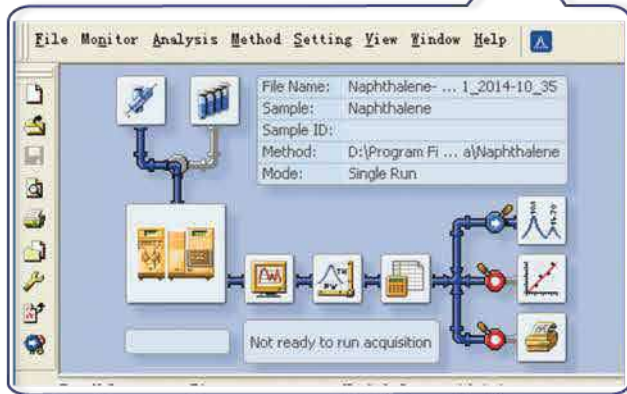 File Monitor Analysis Method Setting View Window Help
File Name: Naphthalene- ... 1_2014-10_35
Sample: Naphthalene
Sample ID:
Method: D:\Program Fi ... a\Naphthalene
Mode: Single Run
Not ready to run acquisition